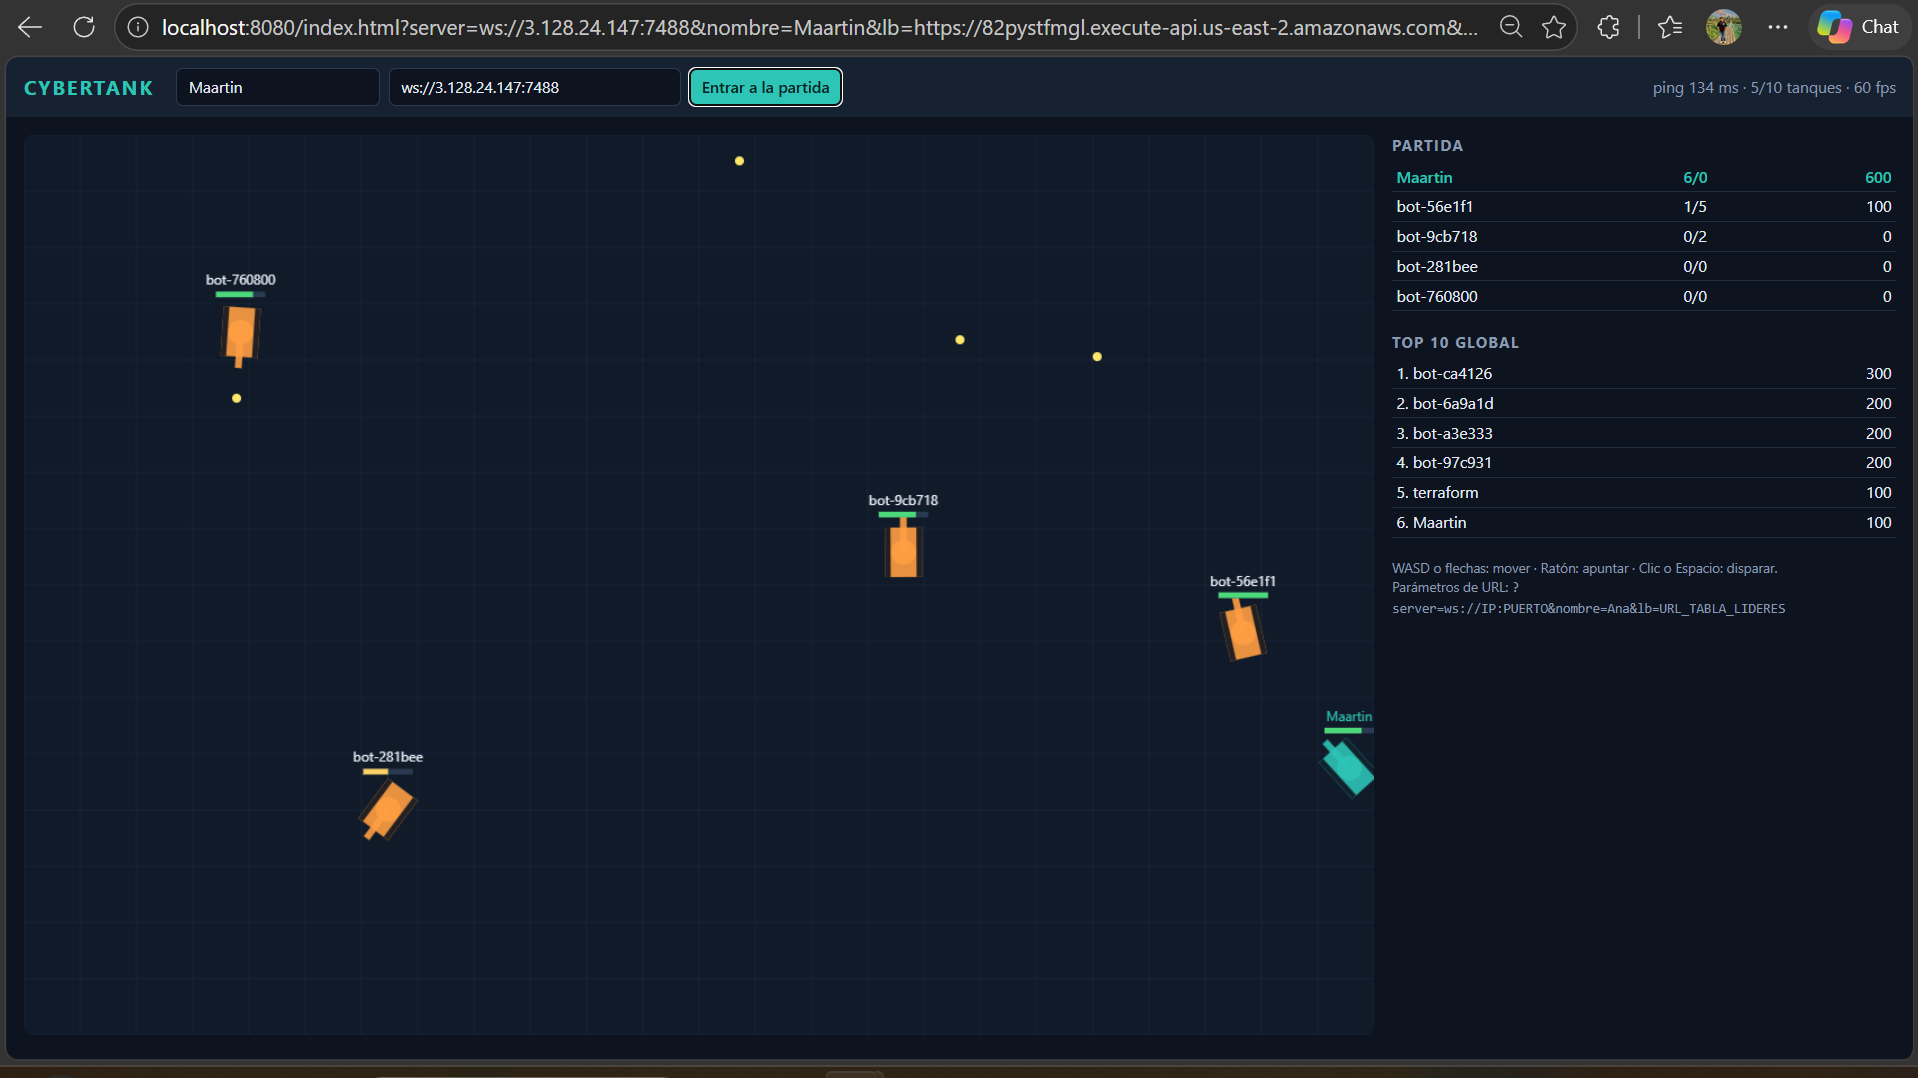 localhost:8080/index.html?server=ws://3.128.24.147:7488&nombre=Maartin&lb=https://82pystfmgl.execute-api.us-east-2.amazonaws.com&...
Chat
CYBERTANK
Maartin
ws://3.128.24.147:7488
Entrar a la partida
ping 134 ms · 5/10 tanques · 60 fps
bot-760800
bot-9cb718
bot-56e1f1
Maartin
bot-281bee
PARTIDA
Maartin 6/0 600
bot-56e1f1 1/5 100
bot-9cb718 0/2 0
bot-281bee 0/0 0
bot-760800 0/0 0
TOP 10 GLOBAL
1. bot-ca4126 300
2. bot-6a9a1d 200
3. bot-a3e333 200
4. bot-97c931 200
5. terraform 100
6. Maartin 100
WASD o flechas: mover · Ratón: apuntar · Clic o Espacio: disparar.
Parámetros de URL: ?
server=ws://IP:PUERTO&nombre=Ana&lb=URL_TABLA_LIDERES